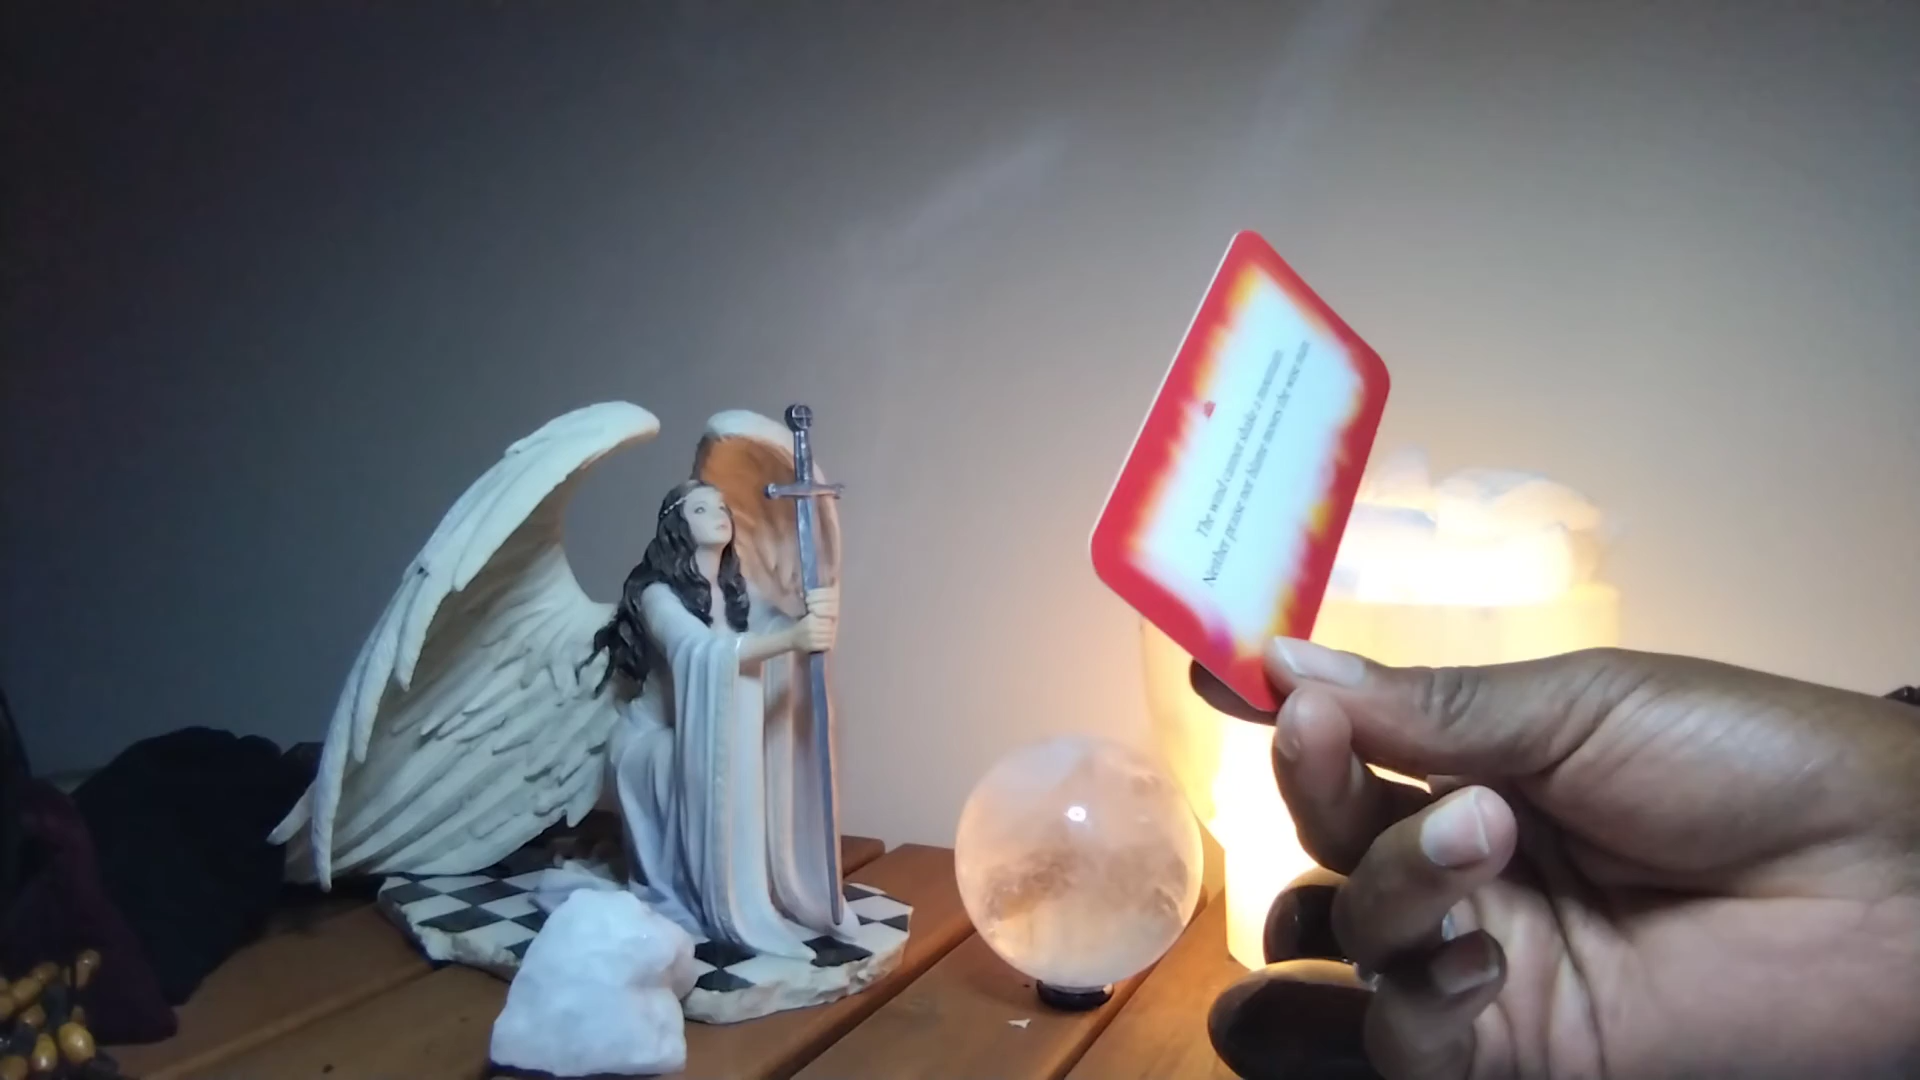 The wind cannot shake a mountain.
Neither praise nor blame moves the wise man